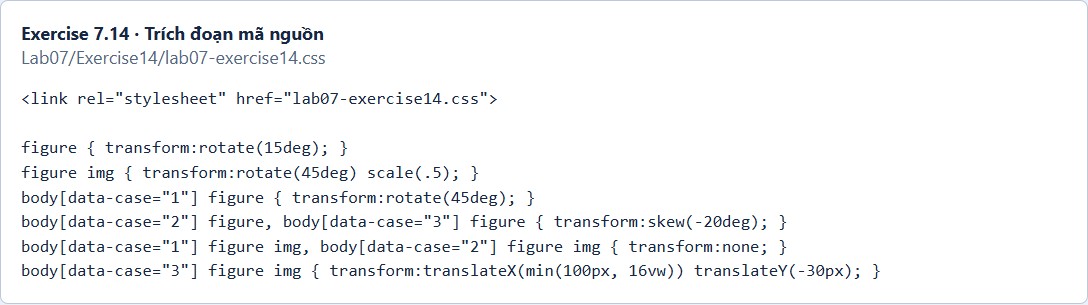 Exercise 7.14 · Trích đoạn mã nguồn
Lab07/Exercise14/lab07-exercise14.css
<link rel="stylesheet" href="lab07-exercise14.css">
figure { transform:rotate(15deg); }
figure img { transform:rotate(45deg) scale(.5); }
body[data-case="1"] figure { transform:rotate(45deg); }
body[data-case="2"] figure, body[data-case="3"] figure { transform:skew(-20deg); }
body[data-case="1"] figure img, body[data-case="2"] figure img { transform:none; }
body[data-case="3"] figure img { transform:translateX(min(100px, 16vw)) translateY(-30px); }